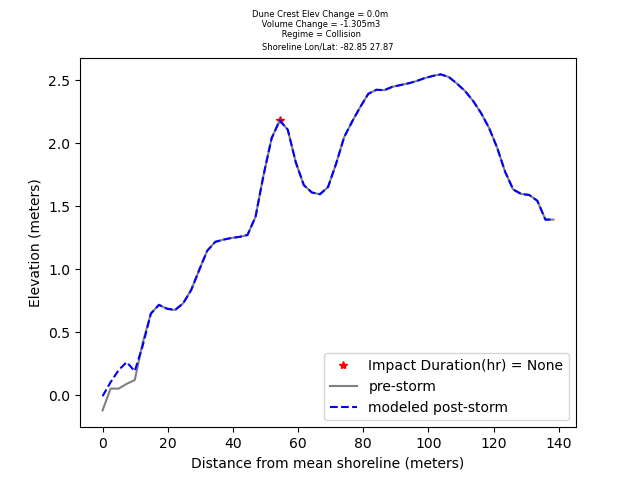 Dune Crest Elev Change = 0.0m
Volume Change = -1.305m3
Regime = Collision
Shoreline Lon/Lat: -82.85 27.87
2.5
2.0
1.5
1.0
0.5
0.0
Elevation (meters)
Impact Duration(hr) = None
pre-storm
modeled post-storm
0 20 40 60 80 100 120 140
Distance from mean shoreline (meters)